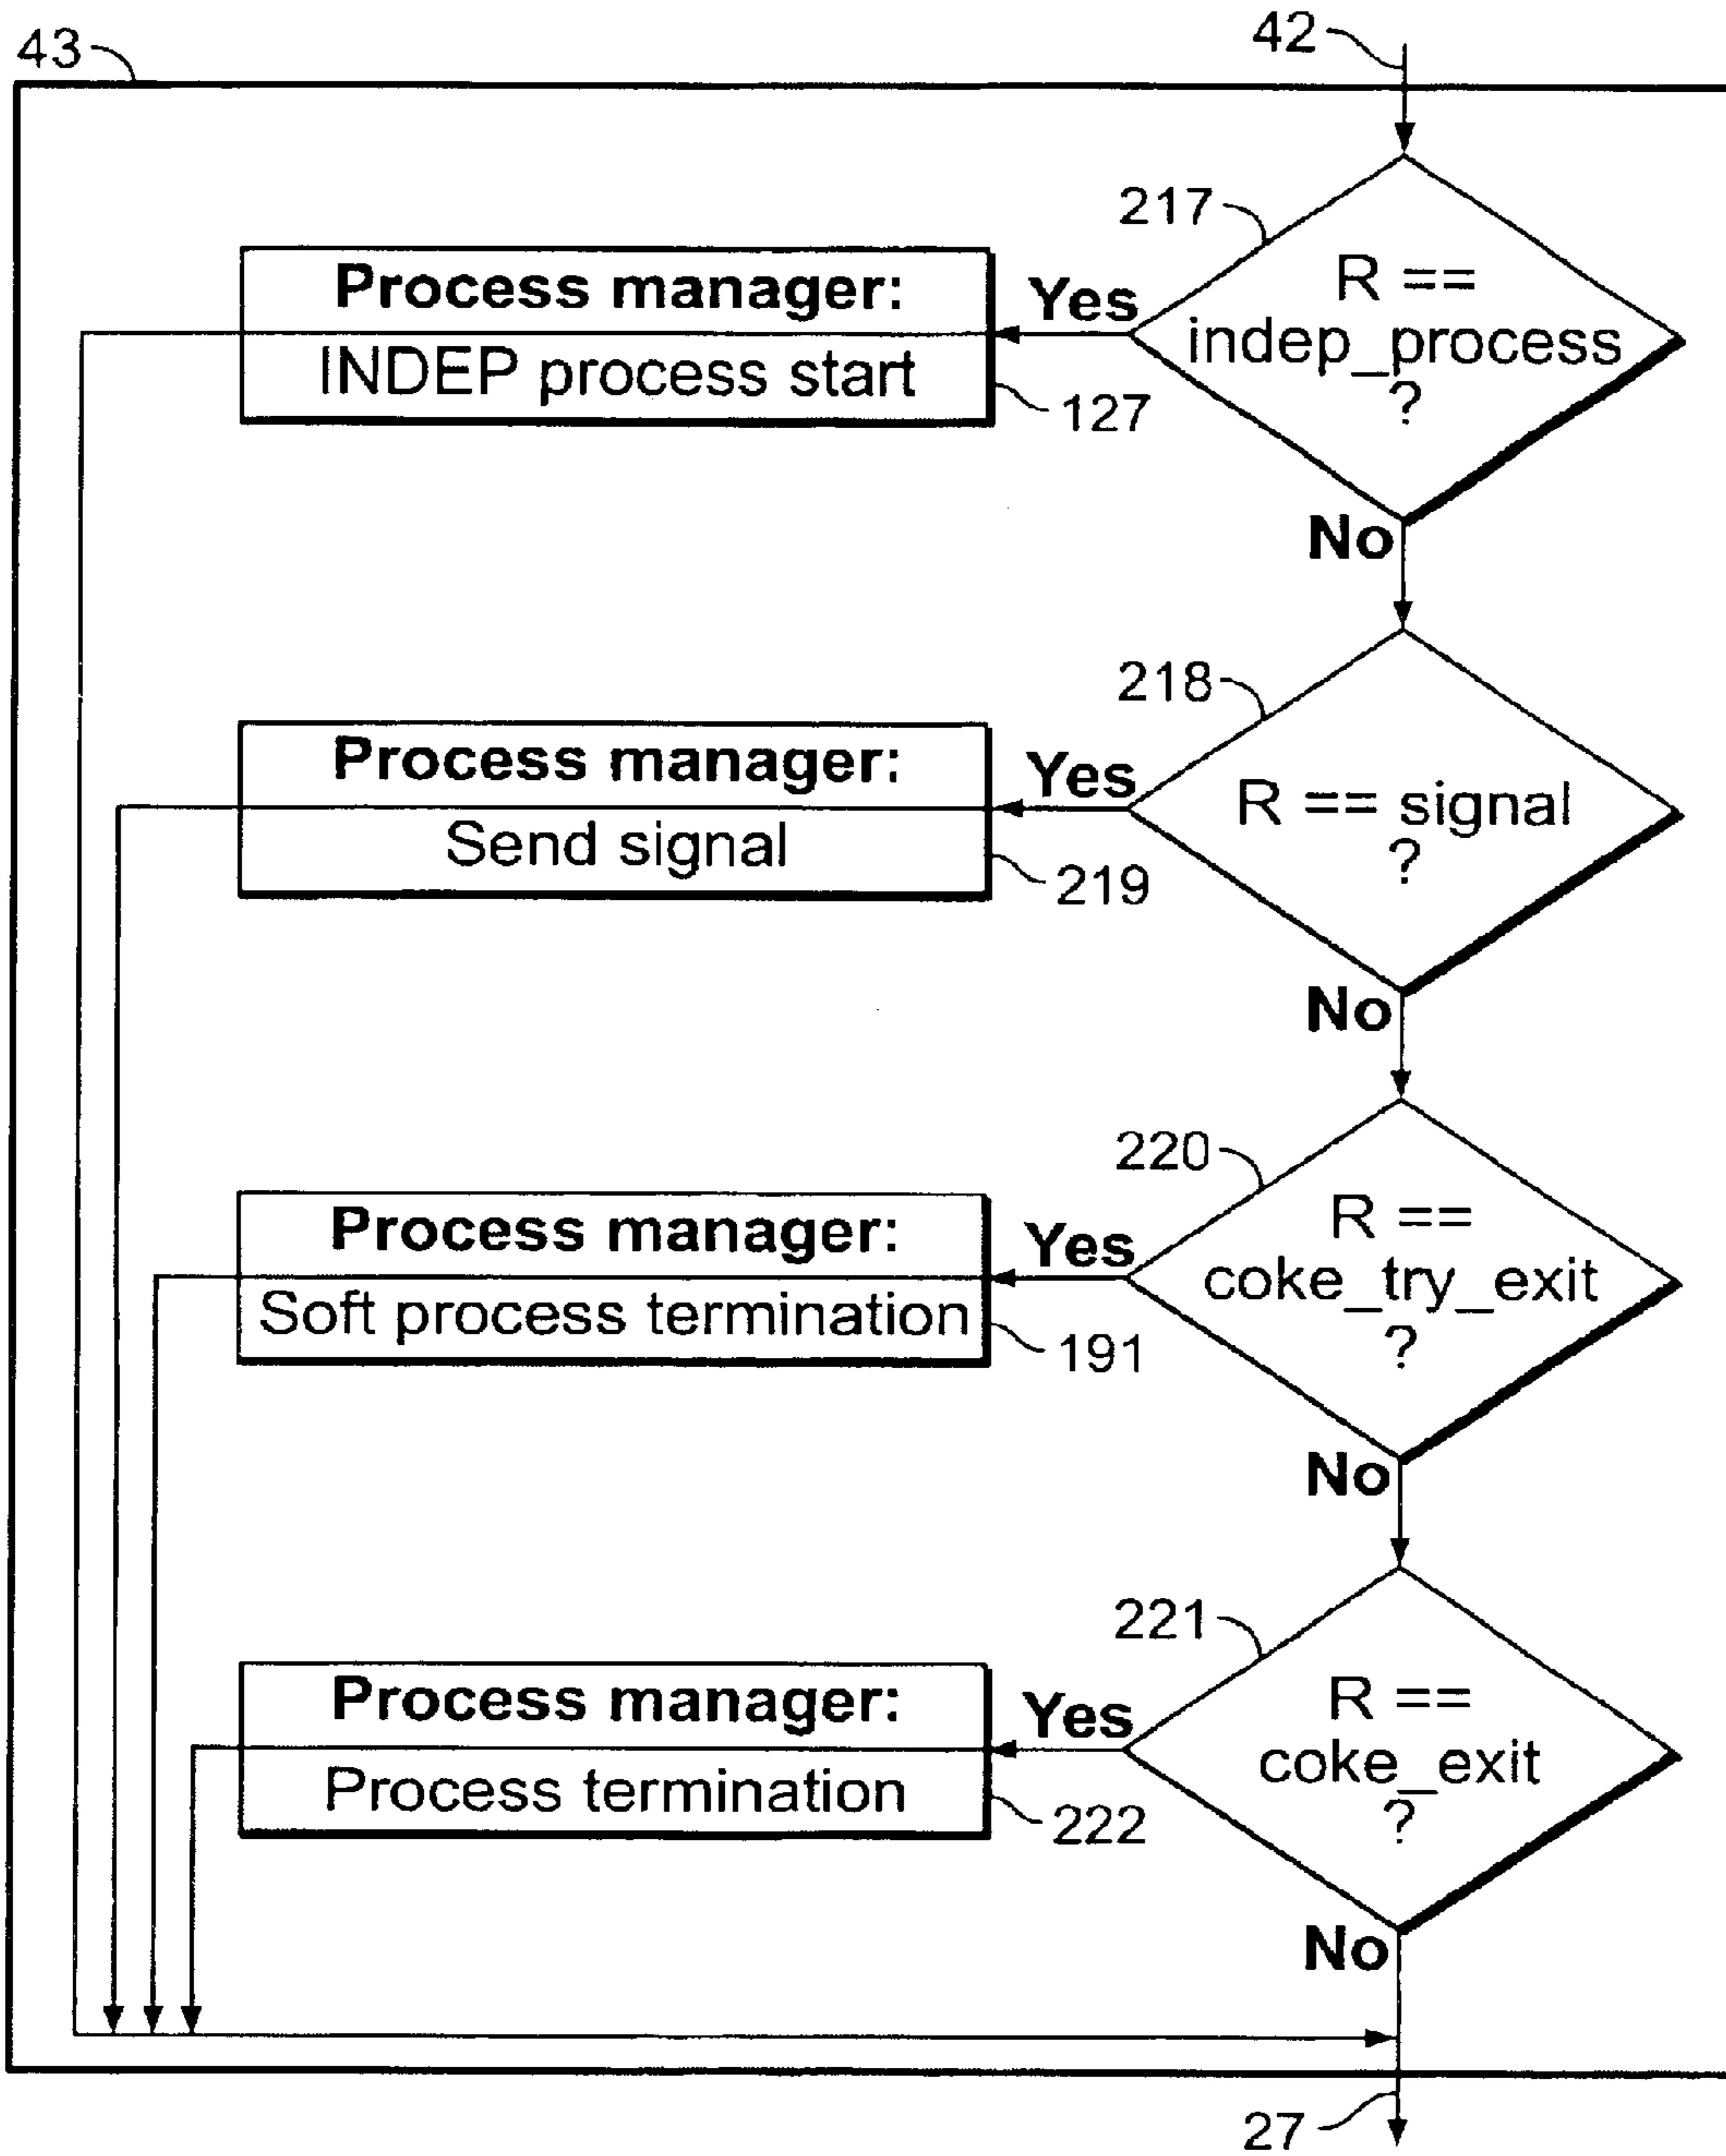 43
42
217
R ==
indep_process
?
Yes
Process manager:
INDEP process start
127
No
218
R == signal
?
Yes
Process manager:
Send signal
219
No
220
R ==
coke_try_exit
?
Yes
Process manager:
Soft process termination
191
No
221
R ==
coke_exit
?
Yes
Process manager:
Process termination
222
No
27